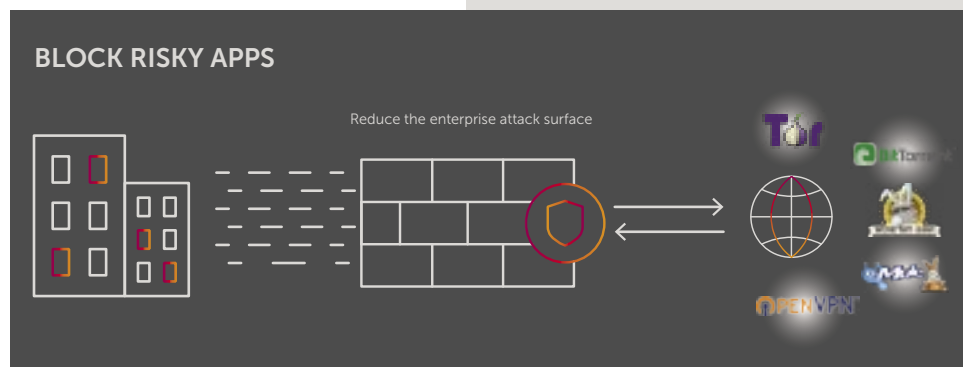 BLOCK RISKY APPS
Reduce the enterprise attack surface
Tor
BitTorrent
OPENVPN